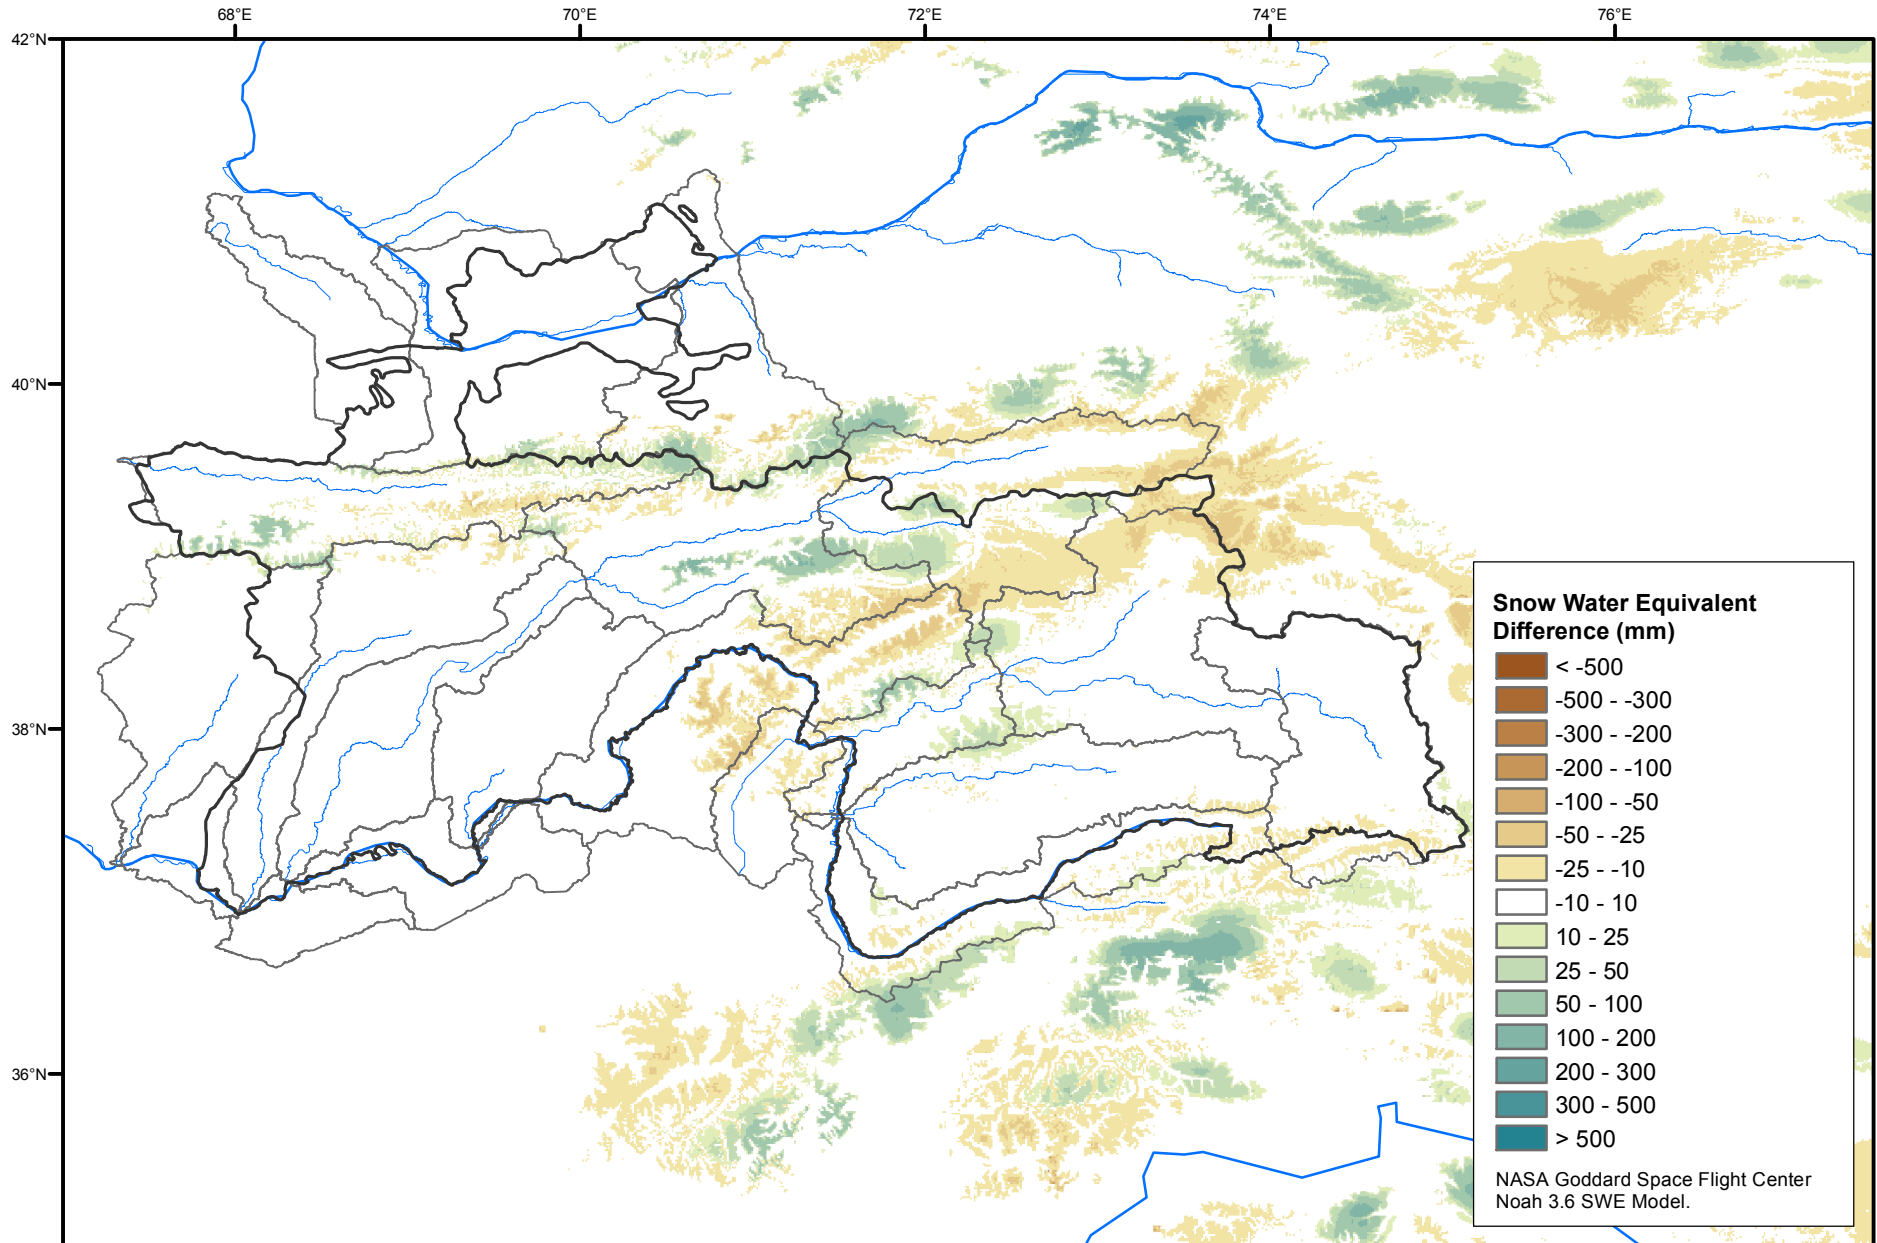 68°E 70°E 72°E 74°E 76°E
42°N
40°N
38°N
36°N
Snow Water Equivalent
Difference (mm)
< -500
-500 - -300
-300 - -200
-200 - -100
-100 - -50
-50 - -25
-25 - -10
-10 - 10
10 - 25
25 - 50
50 - 100
100 - 200
200 - 300
300 - 500
> 500
NASA Goddard Space Flight Center
Noah 3.6 SWE Model.